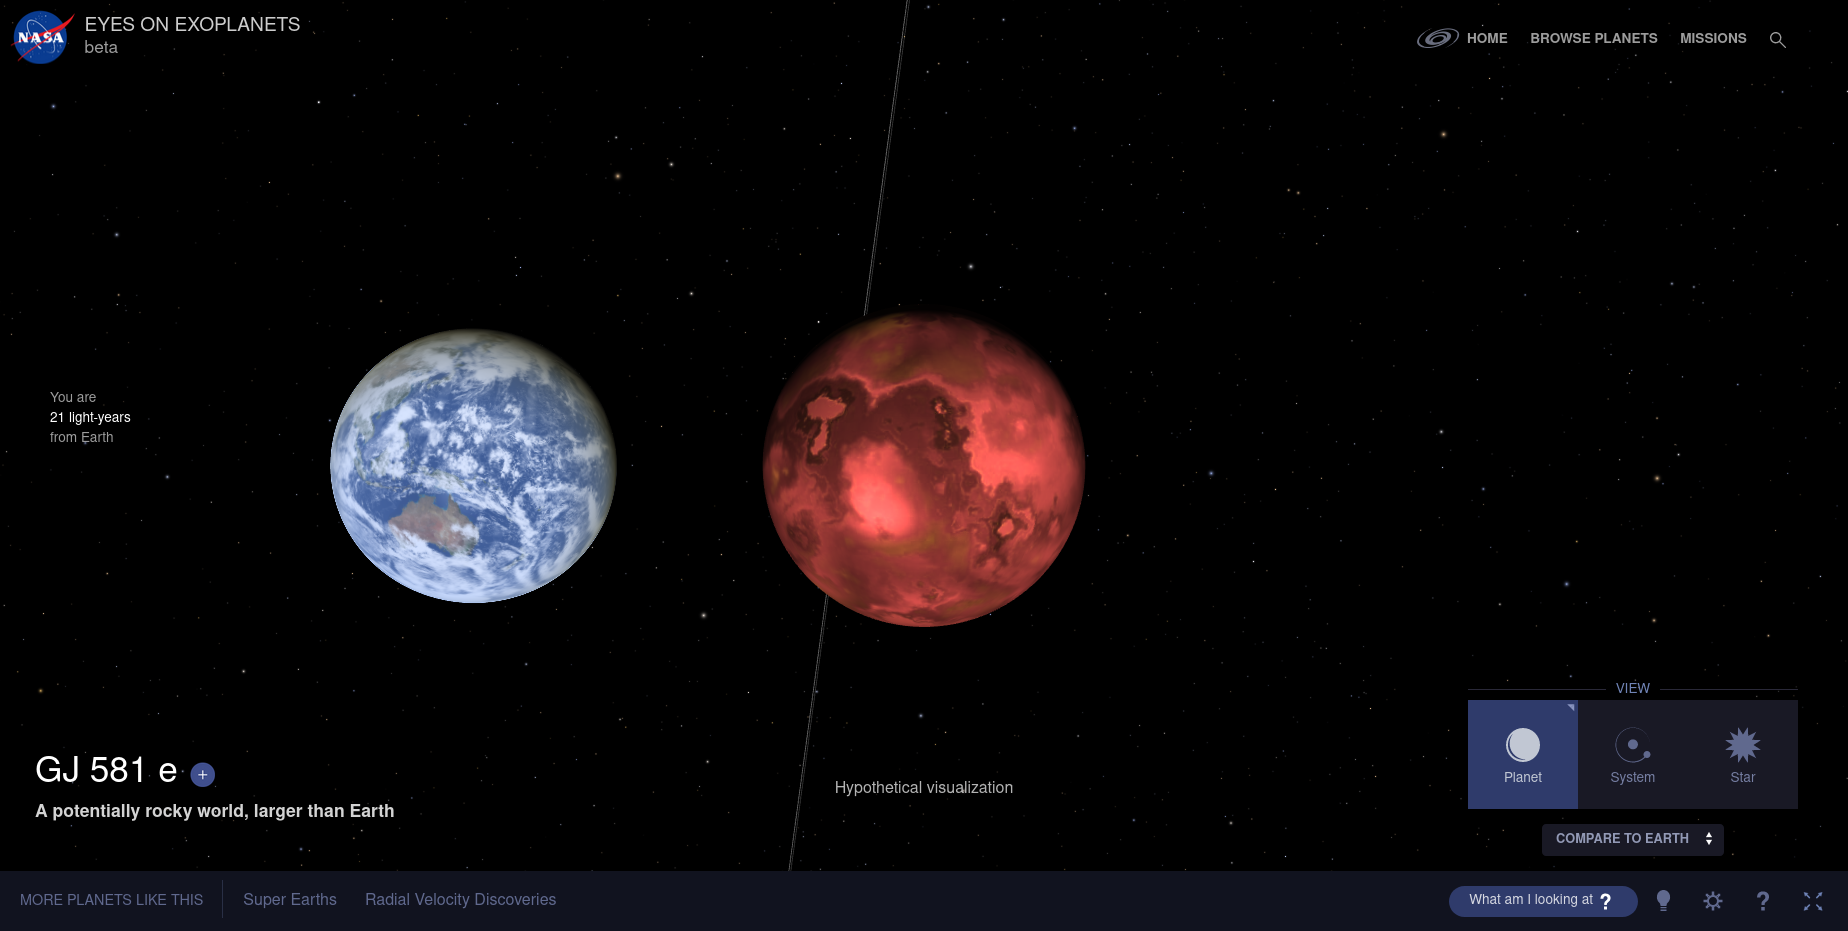 NASA
EYES ON EXOPLANETS
beta
HOME
BROWSE PLANETS
MISSIONS
You are
21 light-years
from Earth
GJ 581 e +
A potentially rocky world, larger than Earth
Hypothetical visualization
VIEW
Planet
System
Star
COMPARE TO EARTH
MORE PLANETS LIKE THIS
Super Earths
Radial Velocity Discoveries
What am I looking at ?
?